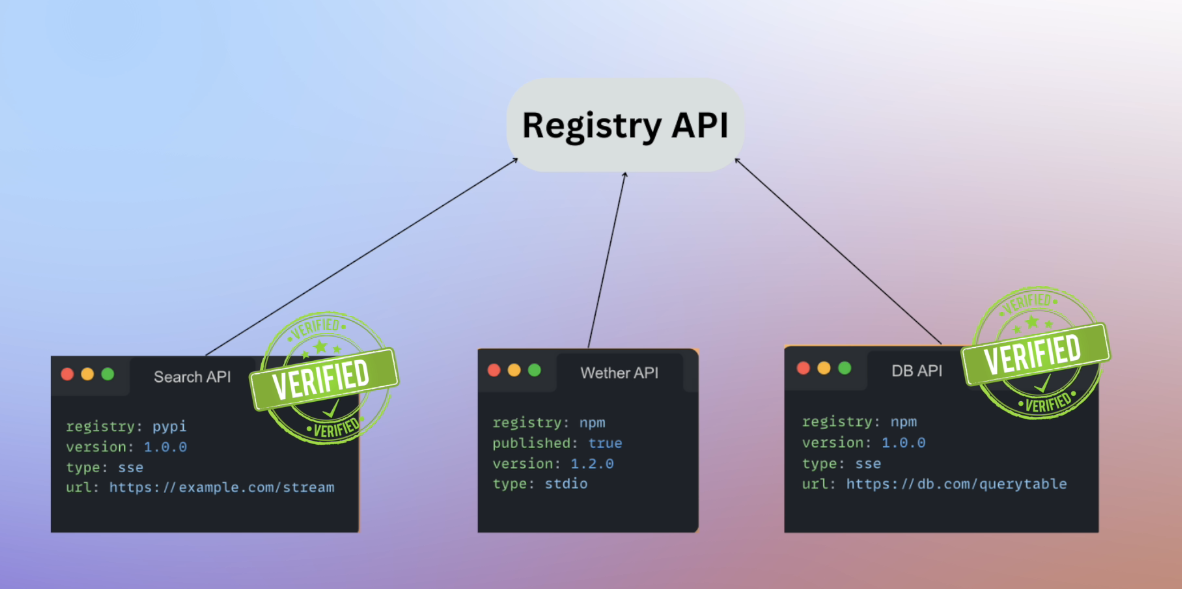 Registry API
Search API
VERIFIED
VERIFIED
VERIFIED
registry: pypi
version: 1.0.0
type: sse
url: https://example.com/stream
Wether API
registry: npm
published: true
version: 1.2.0
type: stdio
DB API
VERIFIED
VERIFIED
VERIFIED
registry: npm
version: 1.0.0
type: sse
url: https://db.com/querytable